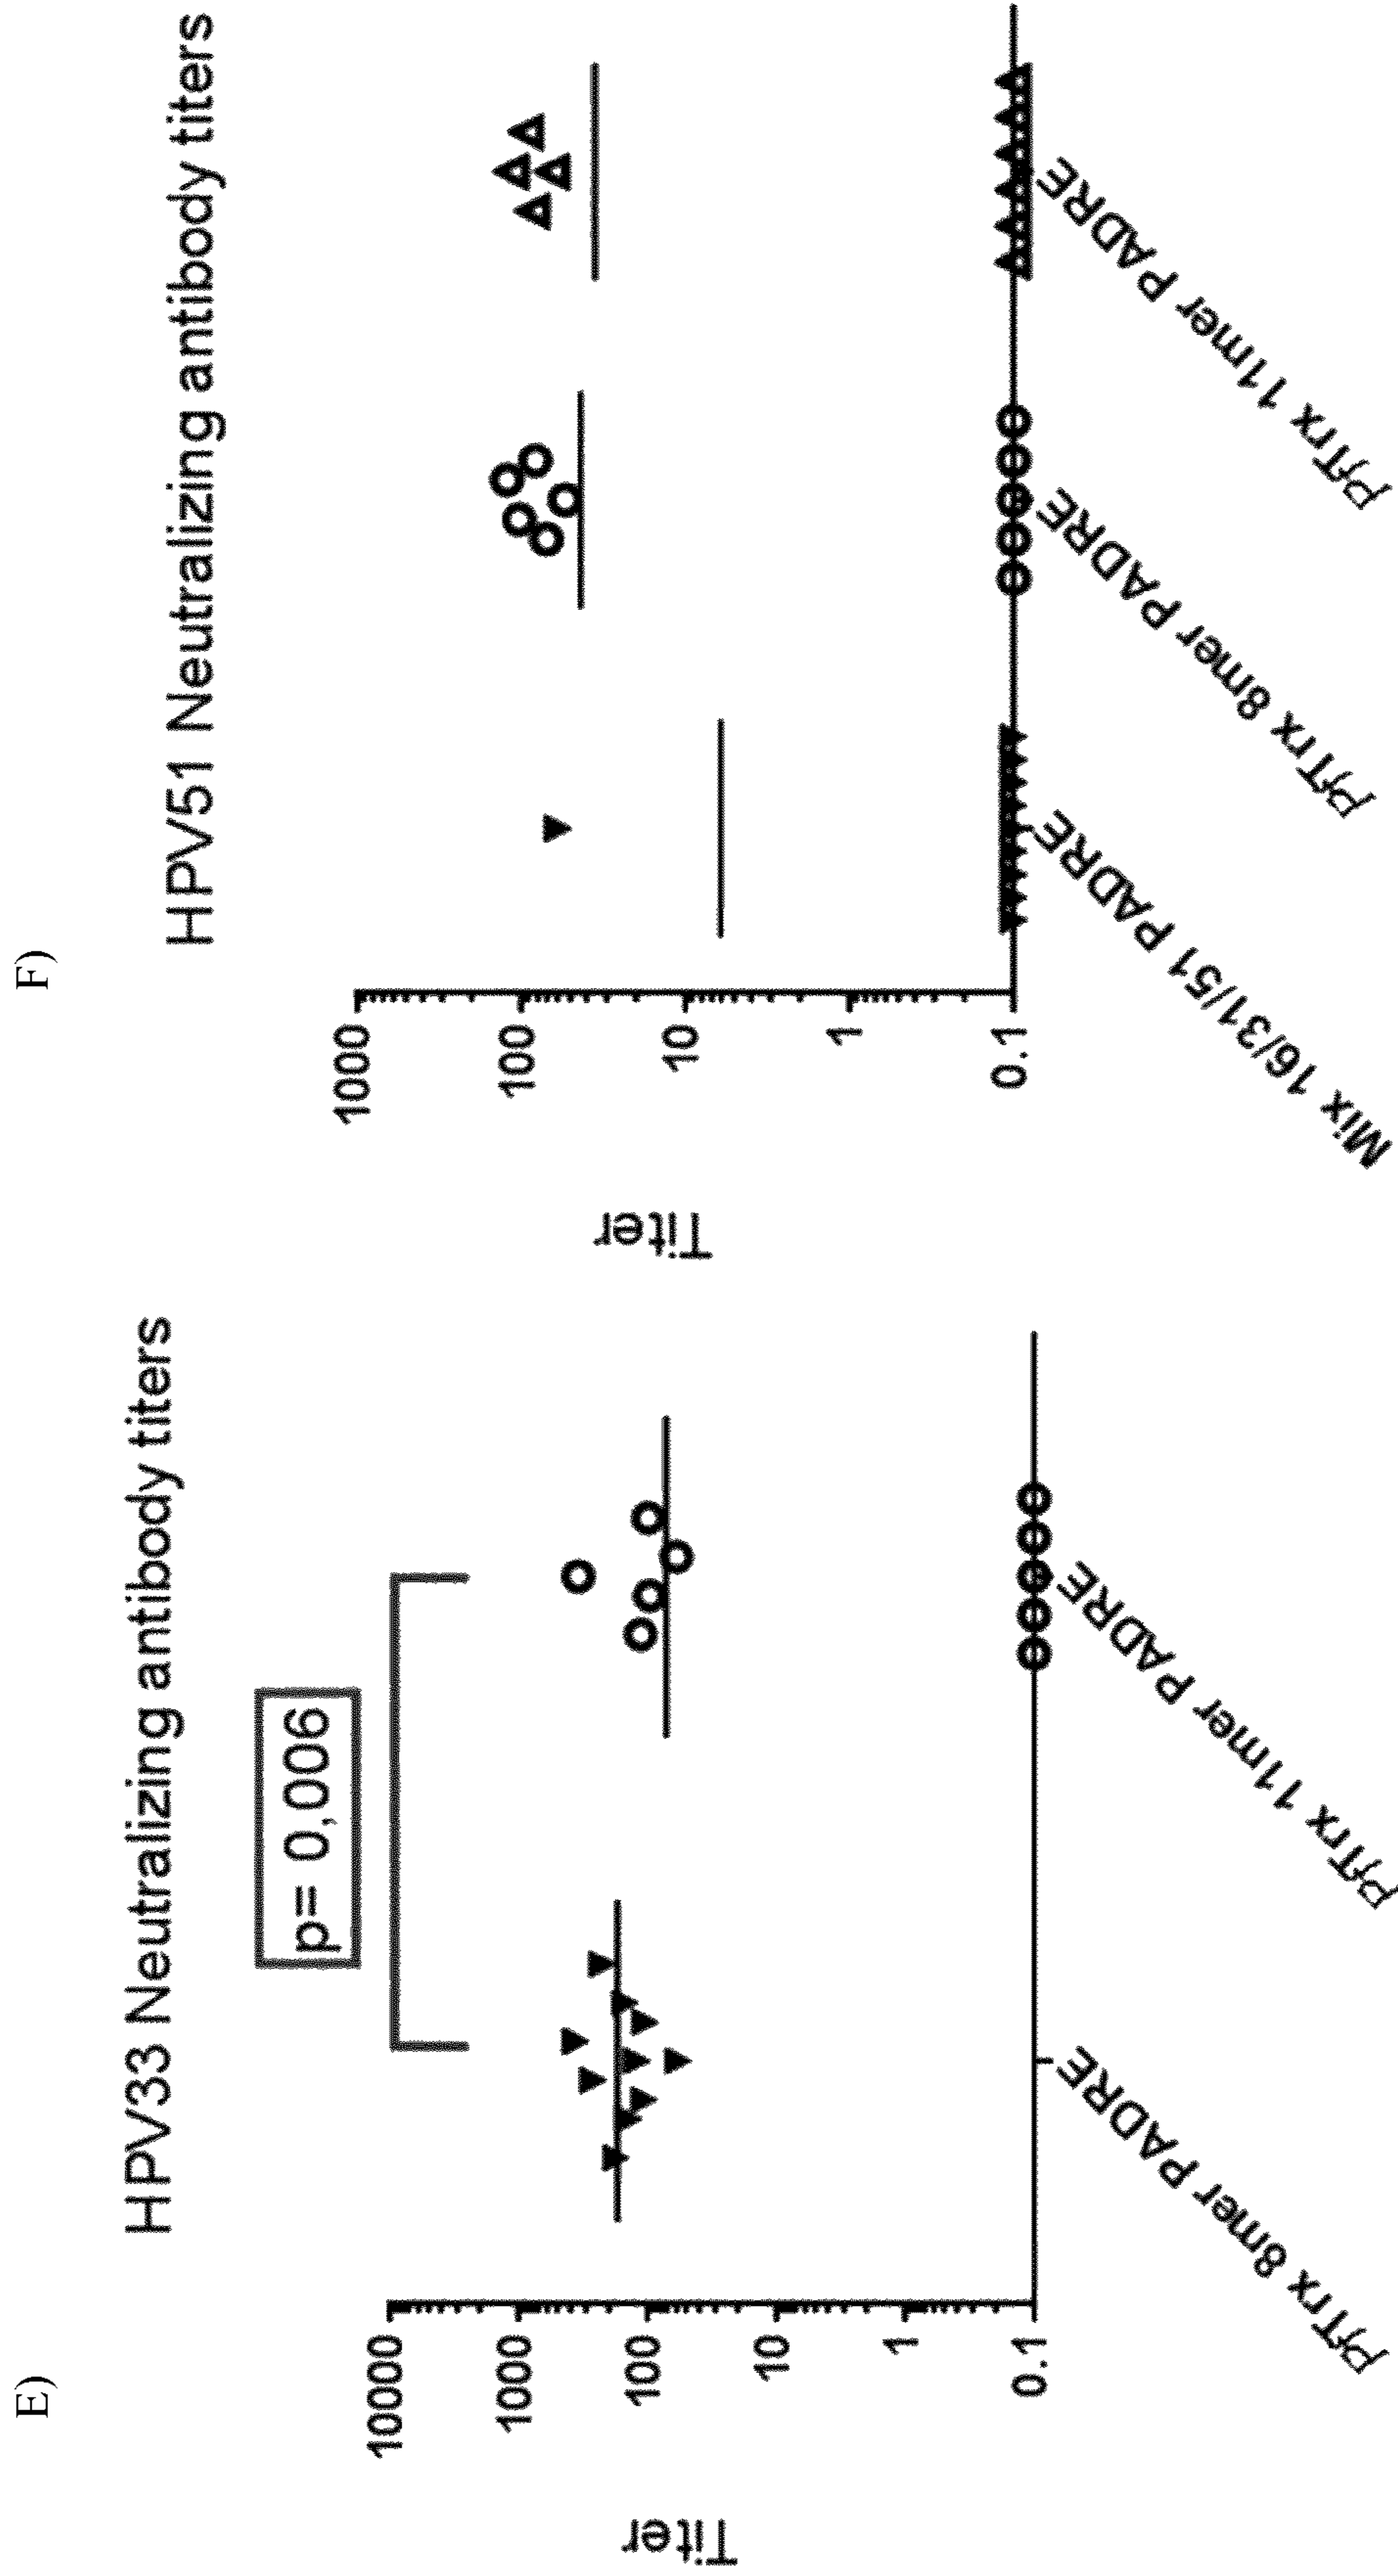 E)
HPV33 Neutralizing antibody titers
p= 0,006
Titer
10000
1000
100
10
1
0.1
PfTrx 8mer PADRE
PfTrx 11mer PADRE
F)
HPV51 Neutralizing antibody titers
Titer
1000
100
10
1
0.1
Mix 16/31/51 PADRE
PfTrx 8mer PADRE
PfTrx 11mer PADRE